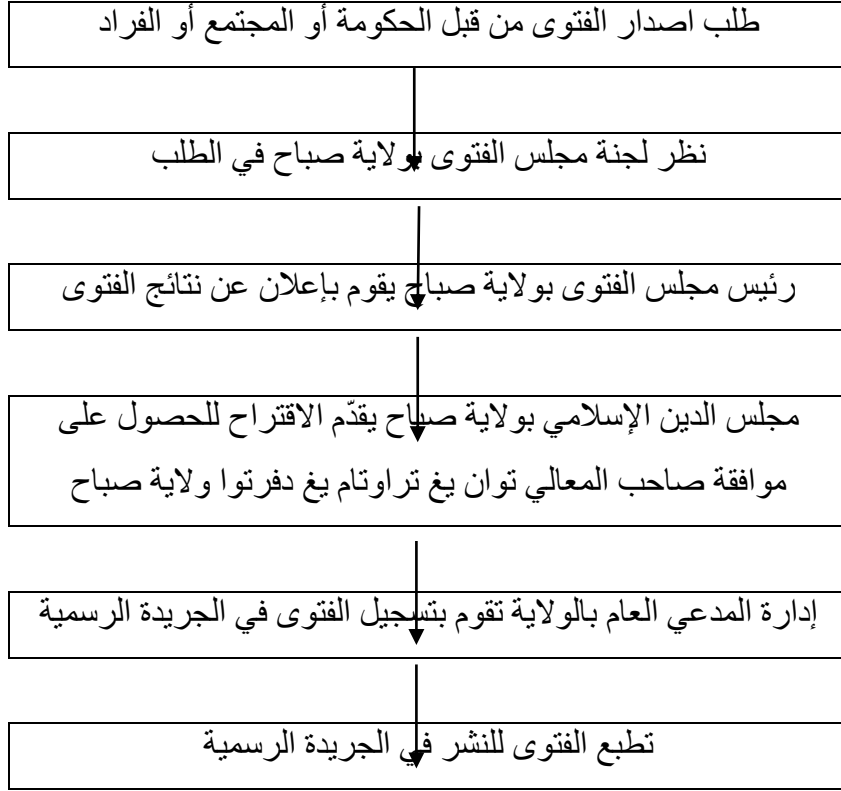 طلب اصدار الفتوى من قبل الحكومة أو المجتمع أو الفراد
نظر لجنة مجلس الفتوى بولاية صباح في الطلب
رئيس مجلس الفتوى بولاية صباح يقوم بإعلان عن نتائج الفتوى
مجلس الدين الإسلامي بولاية صباح يقدّم الاقتراح للحصول على
موافقة صاحب المعالي توان يغ تراوتام يغ دفرتوا ولاية صباح
إدارة المدعي العام بالولاية تقوم بتسجيل الفتوى في الجريدة الرسمية
تطبع الفتوى للنشر في الجريدة الرسمية